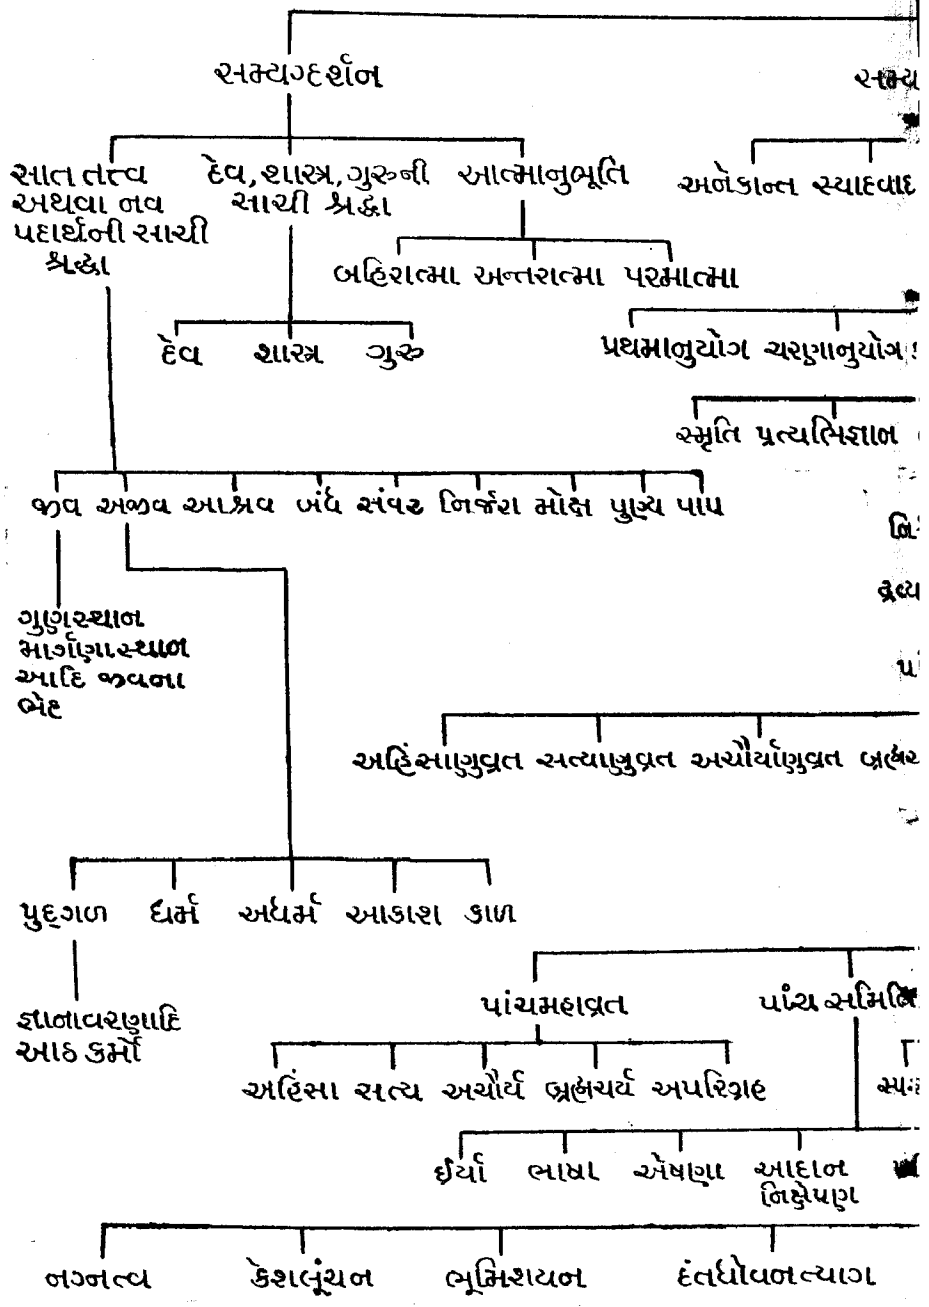 સમ્યગ્દર્શન
સાત તત્ત્વ દેવ, શાસ્ત્ર, ગુરુની આત્માનુભૂતિ અનેકાન્ત સ્યાદવાદ
અથવા નવ સાચી શ્રદ્ધા
પદાર્થની સાચી
શ્રદ્ધા
બહિરાત્મા અન્તરાત્મા પરમાત્મા
દેવ શાસ્ત્ર ગુરુ પ્રથમાનુયોગ ચરણાનુયોગ
સ્મૃતિ પ્રત્યભિજ્ઞાન
જીવ અજીવ આશ્રવ બંધ સંવર નિર્જરા મોક્ષ પુણ્ય પાપ
ગુણસ્થાન
માર્ગણાસ્થાન
આદિ જીવના
ભેદ
અહિંસાણુવ્રત સત્યાણુવ્રત અચૌર્યાણુવ્રત
પુદ્ગળ ધર્મ અધર્મ આકાશ કાળ
પાંચમહાવ્રત પાંચ સમિતિ
જ્ઞાનાવરણાદિ
આઠ કર્મો
અહિંસા સત્ય અચૌર્ય બ્રહ્મચર્ય અપરિગ્રહ
ઈર્યા ભાષા એષણા આદાન
નિક્ષેપણ
નગ્નત્વ કેશલૂંચન ભૂમિશયન દંતધોવનત્યાગ